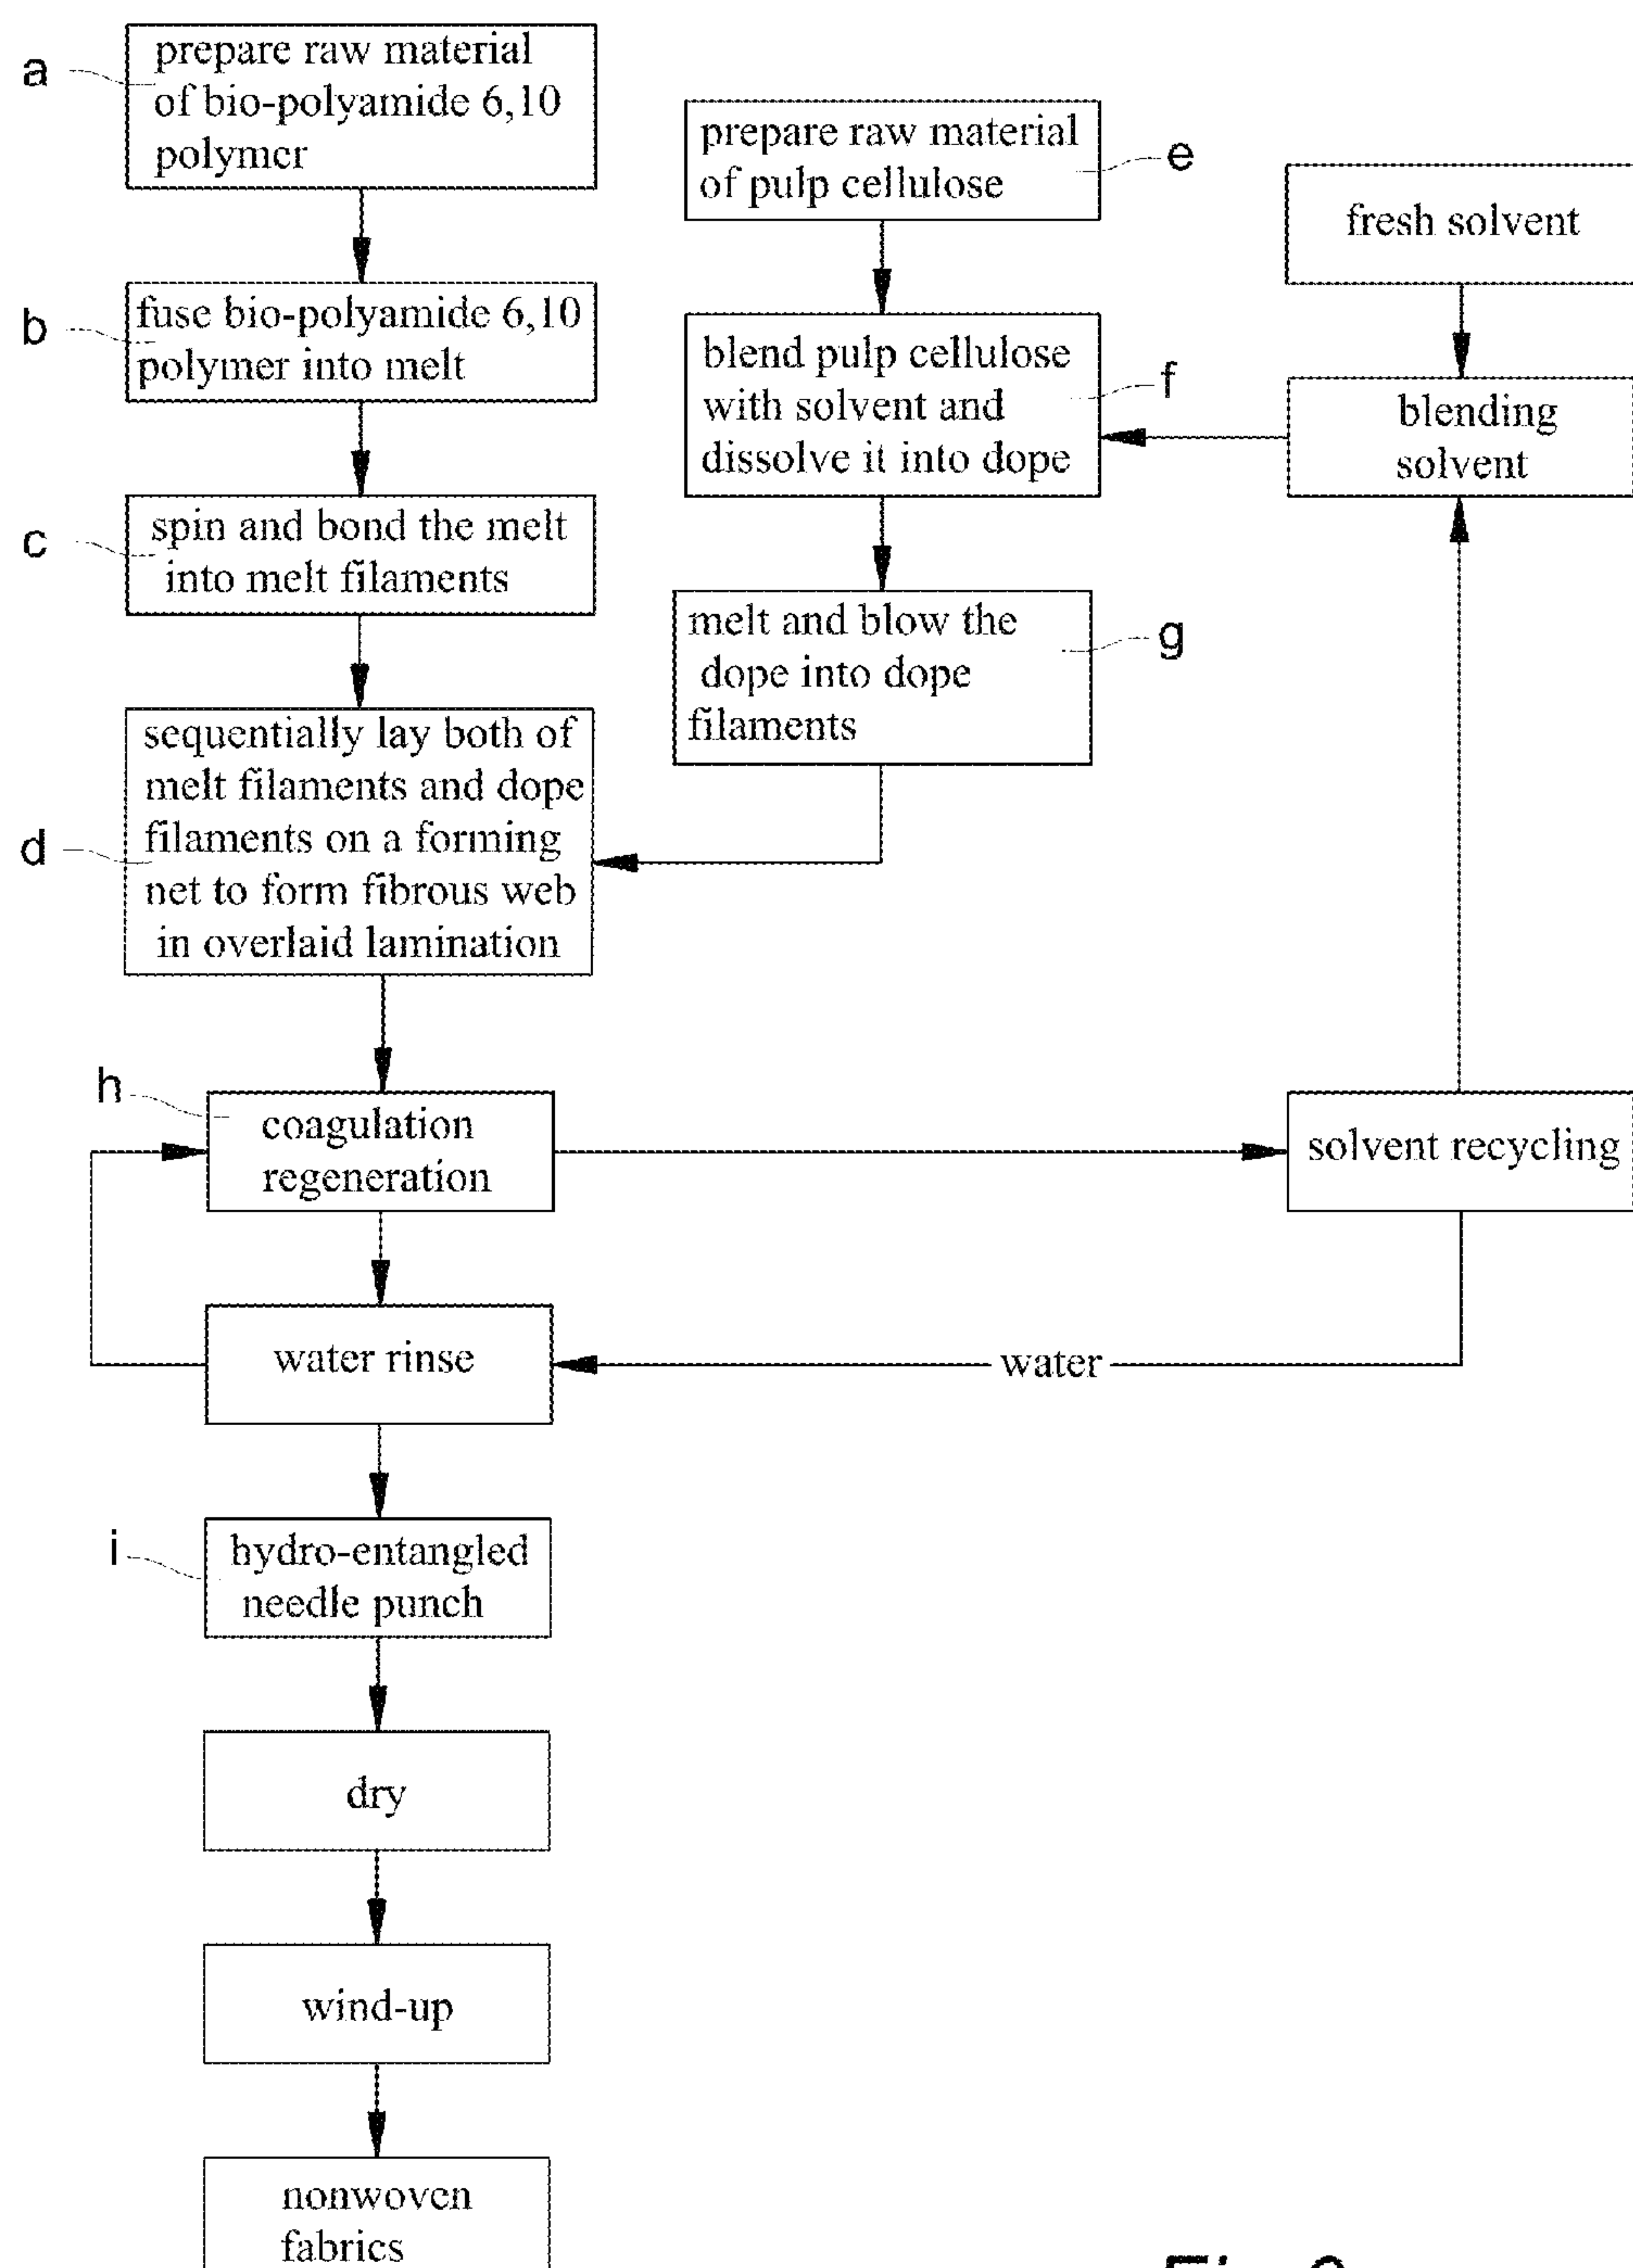 a
prepare raw material
of bio-polyamide 6,10
polymer
prepare raw material
of pulp cellulose
e
fresh solvent
b
fuse bio-polyamide 6,10
polymer into melt
blend pulp cellulose
with solvent and
dissolve it into dope
f
blending
solvent
c
spin and bond the melt
into melt filaments
melt and blow the
dope into dope
filaments
g
d
sequentially lay both of
melt filaments and dope
filaments on a forming
net to form fibrous web
in overlaid lamination
h
coagulation
regeneration
solvent recycling
water rinse
water
i
hydro-entangled
needle punch
dry
wind-up
nonwoven
fabrics